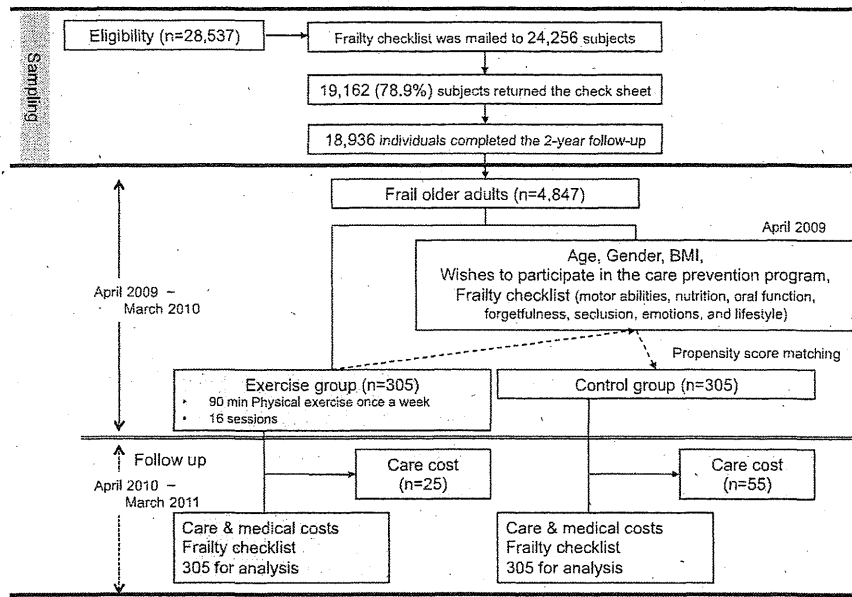 Sampling
Eligibility (n=28,537)
Frailty checklist was mailed to 24,256 subjects
19,162 (78.9%) subjects returned the check sheet
18,936 individuals completed the 2-year follow-up
Frail older adults (n=4,847)
April 2009
Age, Gender, BMI,
Wishes to participate in the care prevention program,
Frailty checklist (motor abilities, nutrition, oral function,
forgetfulness, seclusion, emotions, and lifestyle)
April 2009 –
March 2010
Propensity score matching
Exercise group (n=305)
• 90 min Physical exercise once a week
• 16 sessions
Control group (n=305)
Follow up
April 2010 –
March 2011
Care cost
(n=25)
Care cost
(n=55)
Care & medical costs
Frailty checklist
305 for analysis
Care & medical costs
Frailty checklist
305 for analysis